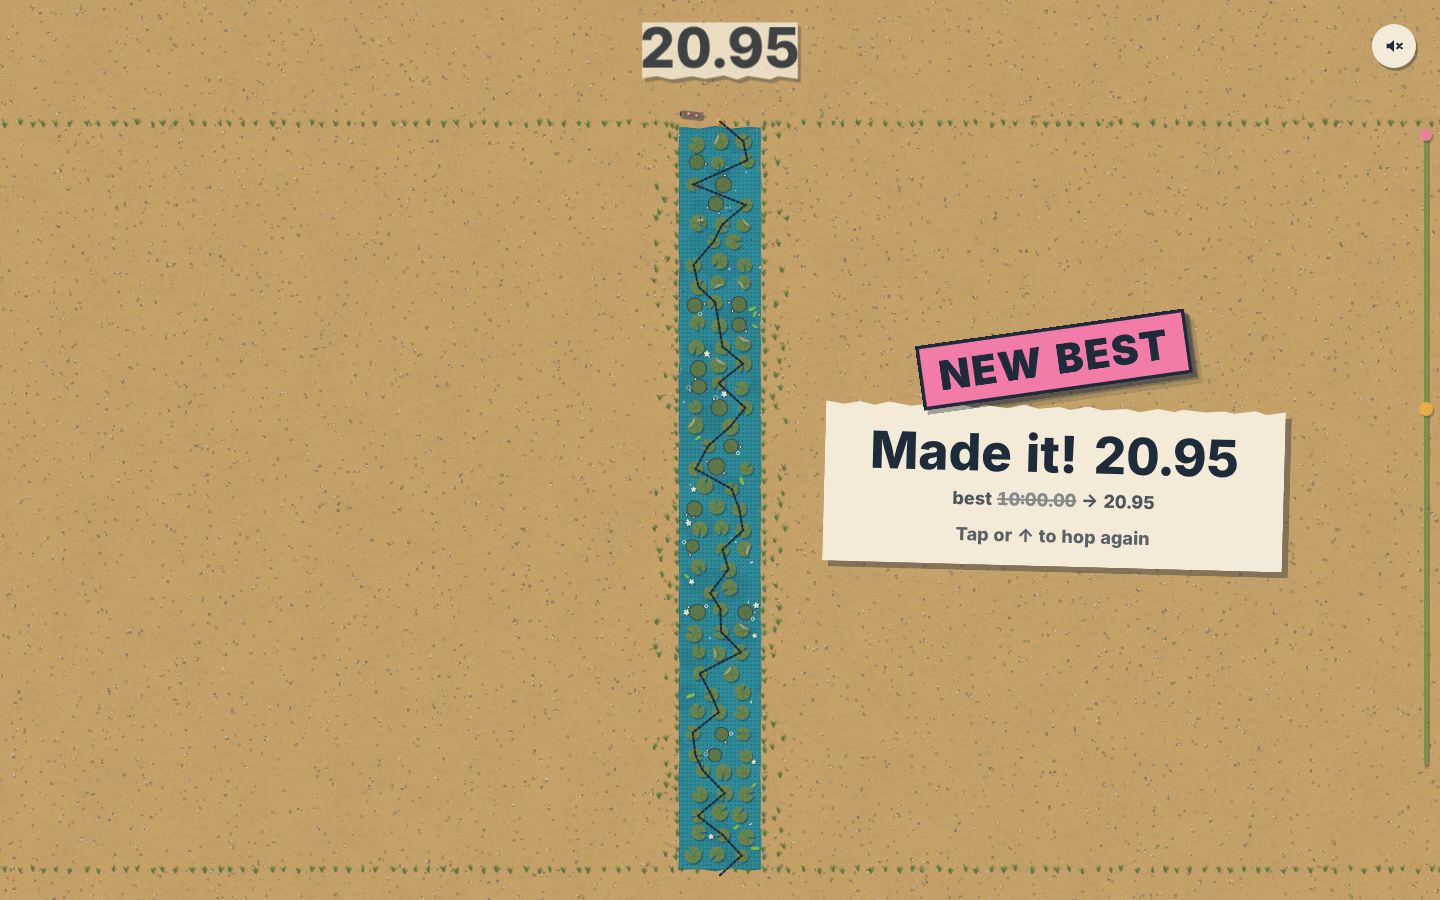 20.95
NEW BEST
Made it! 20.95
best 10:00.00 → 20.95
Tap or ↑ to hop again